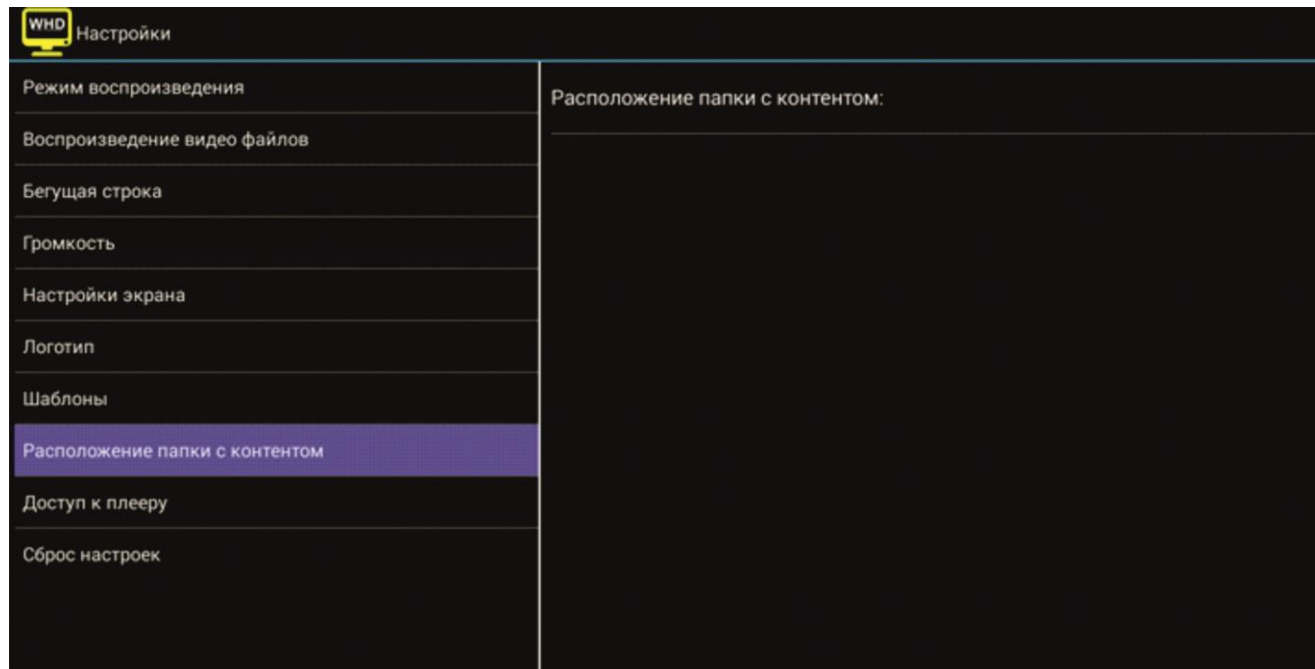 WHD
Настройки
Режим воспроизведения
Воспроизведение видео файлов
Бегущая строка
Громкость
Настройки экрана
Логотип
Шаблоны
Расположение папки с контентом
Доступ к плееру
Сброс настроек
Расположение папки с контентом: